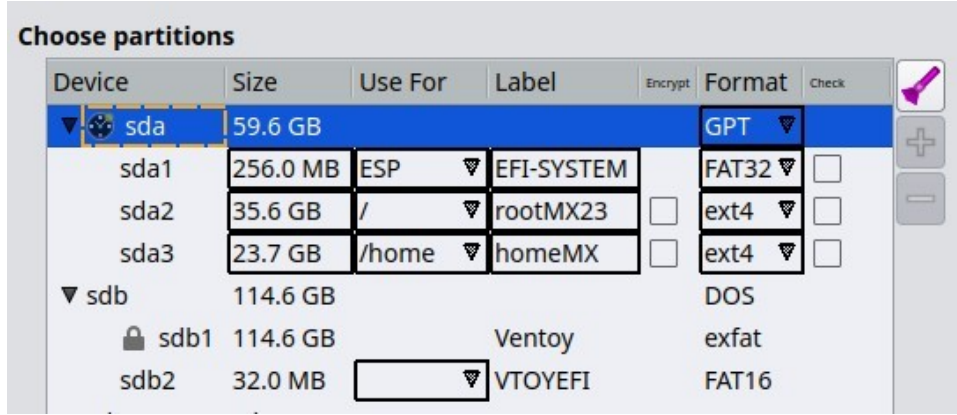 Choose partitions
Device Size Use For Label Encrypt Format Check
sda 59.6 GB GPT
sda1 256.0 MB ESP EFI-SYSTEM FAT32
sda2 35.6 GB / rootMX23 ext4
sda3 23.7 GB /home homeMX ext4
sdb 114.6 GB DOS
sdb1 114.6 GB Ventoy exfat
sdb2 32.0 MB VTOYEFI FAT16